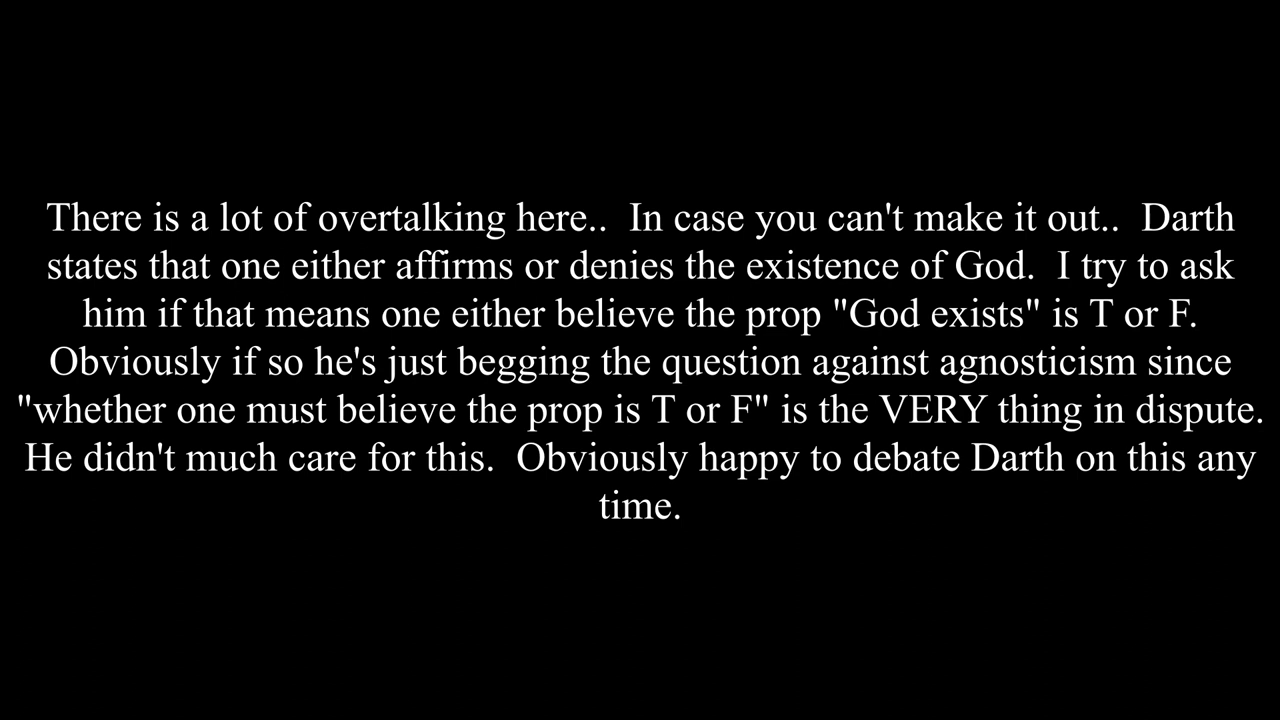 There is a lot of overtalking here..  In case you can't make it out..  Darth
states that one either affirms or denies the existence of God.  I try to ask
him if that means one either believe the prop "God exists" is T or F.
Obviously if so he's just begging the question against agnosticism since
"whether one must believe the prop is T or F" is the VERY thing in dispute.
He didn't much care for this.  Obviously happy to debate Darth on this any
time.